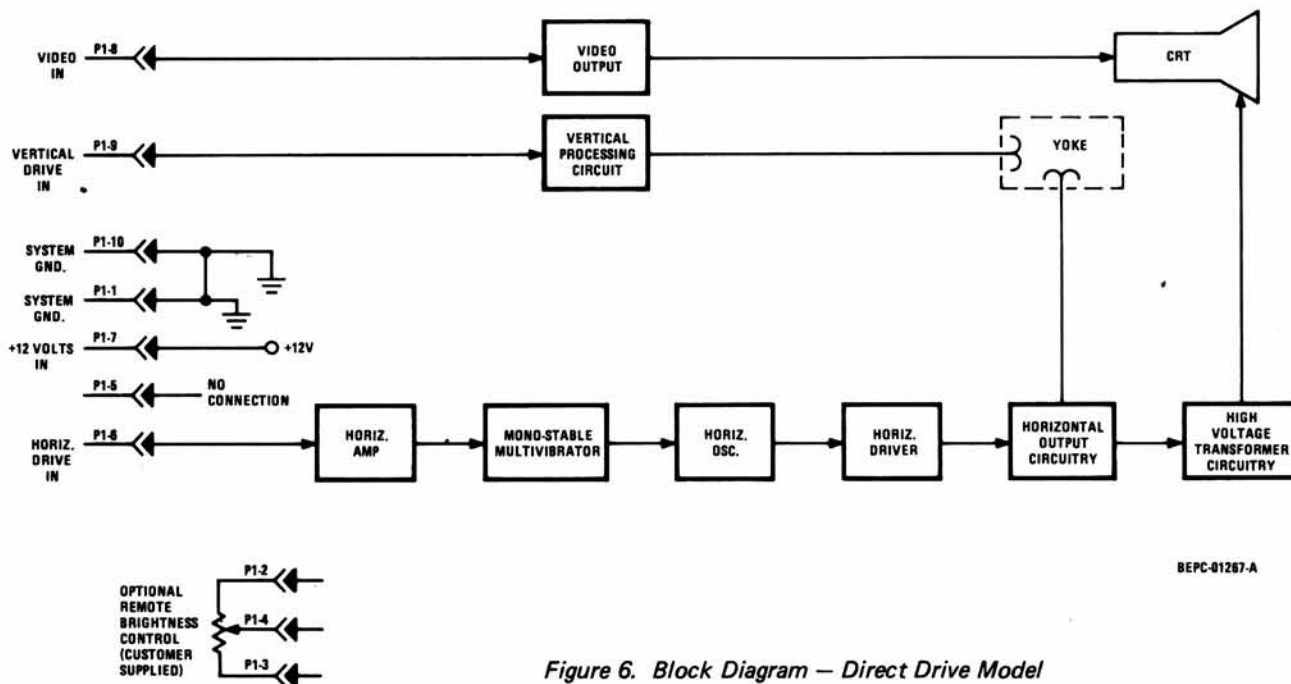 P1-8
VIDEO
IN
VIDEO
OUTPUT
CRT
P1-9
VERTICAL
DRIVE
IN
VERTICAL
PROCESSING
CIRCUIT
YOKE
P1-10
SYSTEM
GND.
P1-1
SYSTEM
GND.
P1-7
+12 VOLTS
IN
+12V
P1-5
NO
CONNECTION
P1-6
HORIZ.
DRIVE
IN
HORIZ.
AMP
MONO-STABLE
MULTIVIBRATOR
HORIZ.
OSC.
HORIZ.
DRIVER
HORIZONTAL
OUTPUT
CIRCUITRY
HIGH
VOLTAGE
TRANSFORMER
CIRCUITRY
BEPC-01267-A
OPTIONAL
REMOTE
BRIGHTNESS
CONTROL
(CUSTOMER
SUPPLIED)
P1-2
P1-4
P1-3
Figure 6. Block Diagram — Direct Drive Model